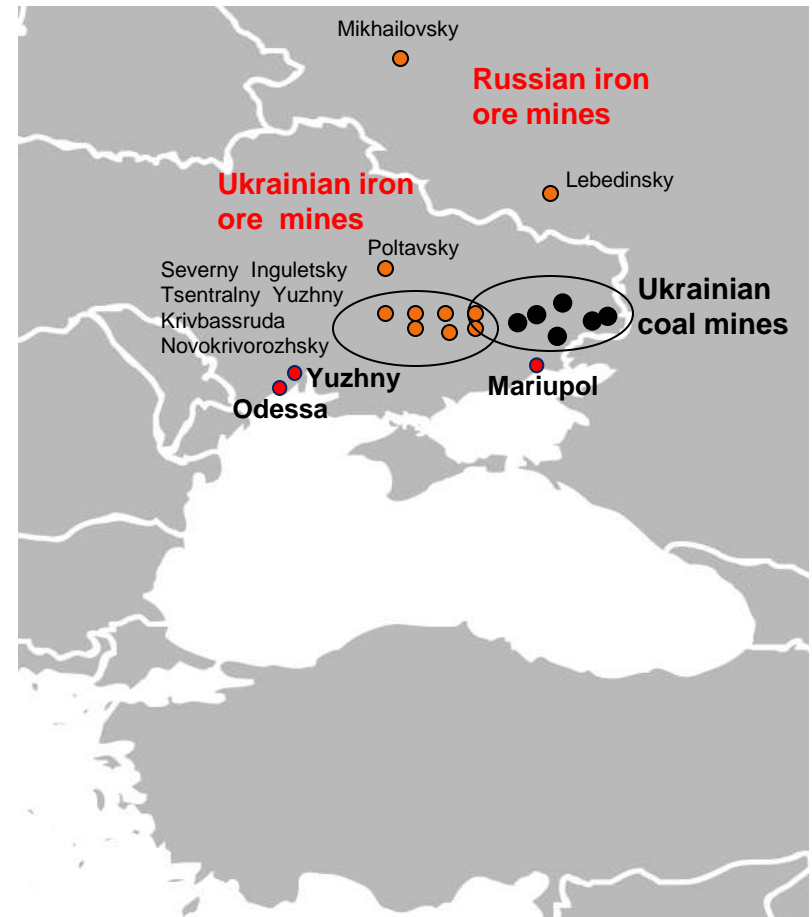 Mikhailovsky
Russian iron
ore mines
Lebedinsky
Ukrainian iron
ore mines
Poltavsky
Severny Inguletsky
Tsentralny Yuzhny
Krivbassruda
Novokrivorozhsky
Ukrainian
coal mines
Yuzhny
Odessa
Mariupol